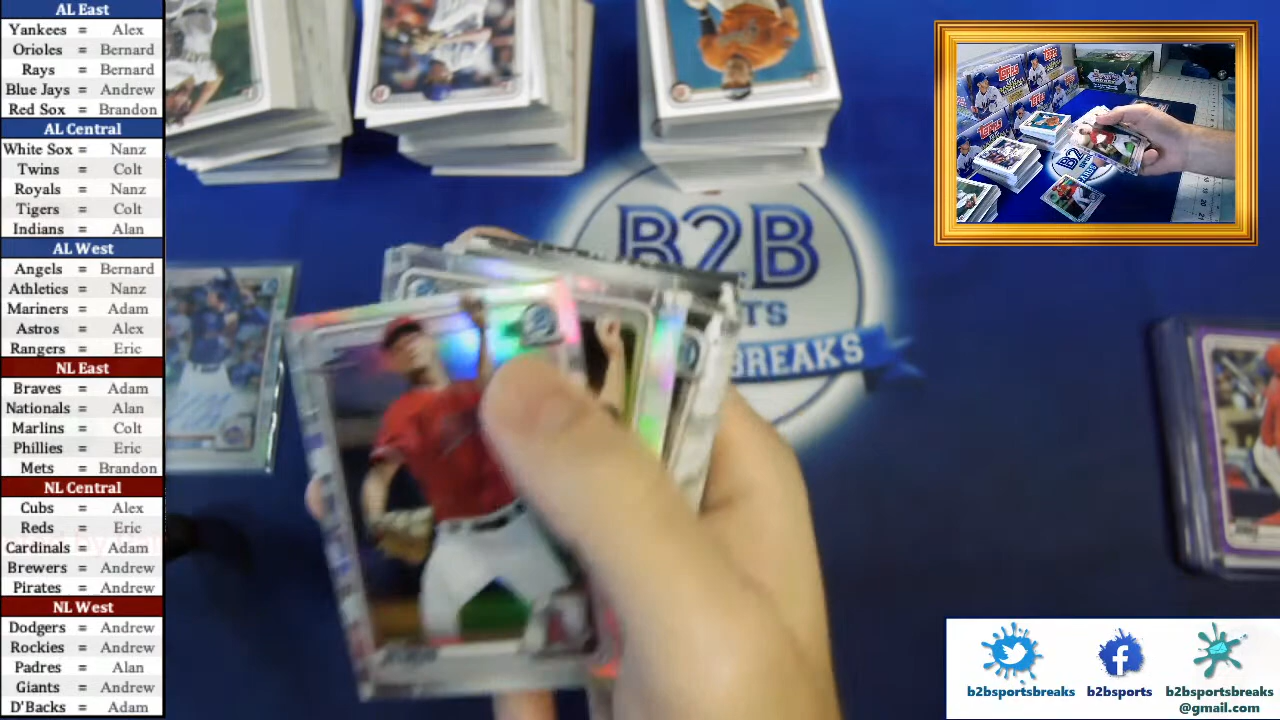 AL East
Yankees = Alex
Orioles = Bernard
Rays = Bernard
Blue Jays = Andrew
Red Sox = Brandon
AL Central
White Sox = Nanz
Twins = Colt
Royals = Nanz
Tigers = Colt
Indians = Alan
AL West
Angels = Bernard
Athletics = Nanz
Mariners = Adam
Astros = Alex
Rangers = Eric
NL East
Braves = Adam
Nationals = Alan
Marlins = Colt
Phillies = Eric
Mets = Brandon
NL Central
Cubs = Alex
Reds = Eric
Cardinals = Adam
Brewers = Andrew
Pirates = Andrew
NL West
Dodgers = Andrew
Rockies = Andrew
Padres = Alan
Giants = Andrew
D'Backs = Adam
B2B
BREAKS
TOPPS
B2B
b2bsportsbreaks
b2bsports
b2bsportsbreaks
@gmail.com